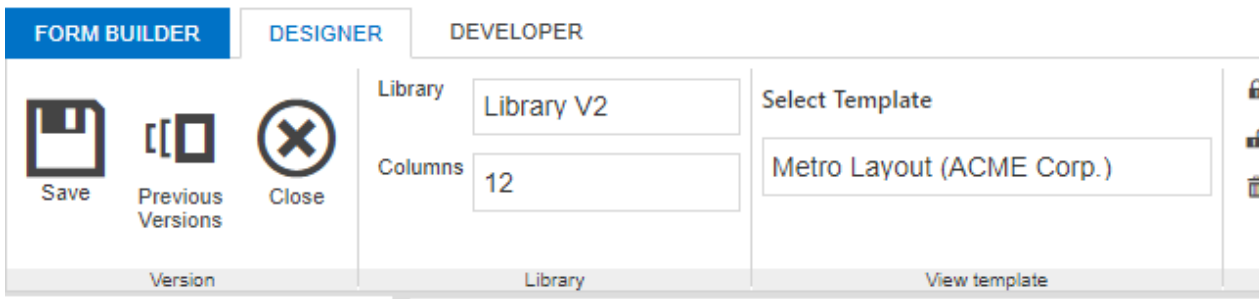 FORM BUILDER
DESIGNER
DEVELOPER
Save
Previous
Versions
Close
Version
Library
Library V2
Columns
12
Library
Select Template
Metro Layout (ACME Corp.)
View template